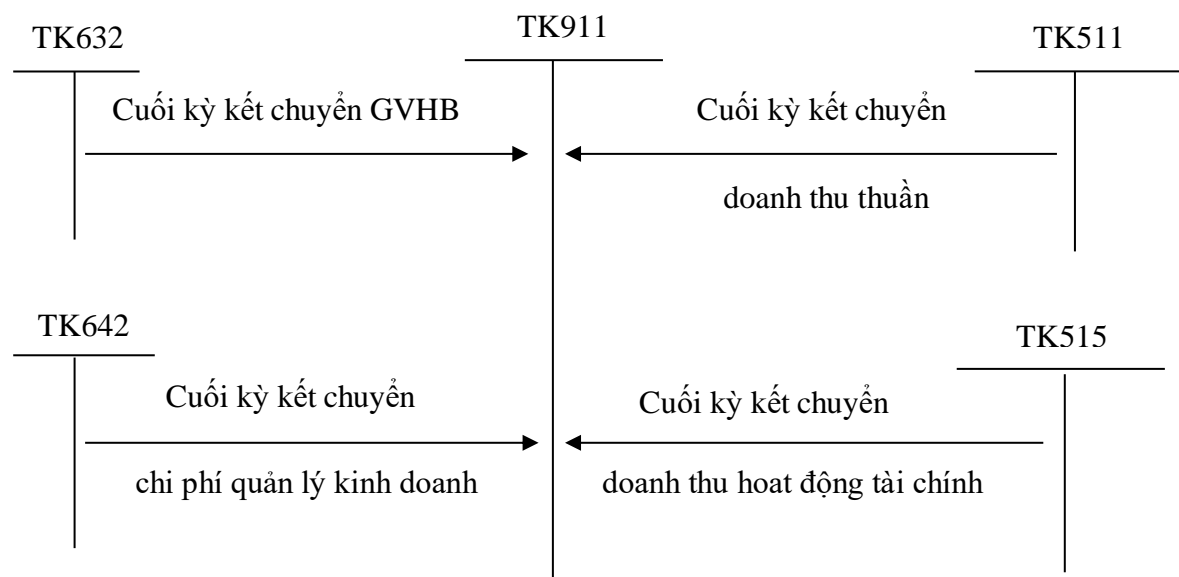 TK632
TK911
TK511
Cuối kỳ kết chuyển GVHB
Cuối kỳ kết chuyển
doanh thu thuần
TK642
TK515
Cuối kỳ kết chuyển
chi phí quản lý kinh doanh
Cuối kỳ kết chuyển
doanh thu hoat động tài chính